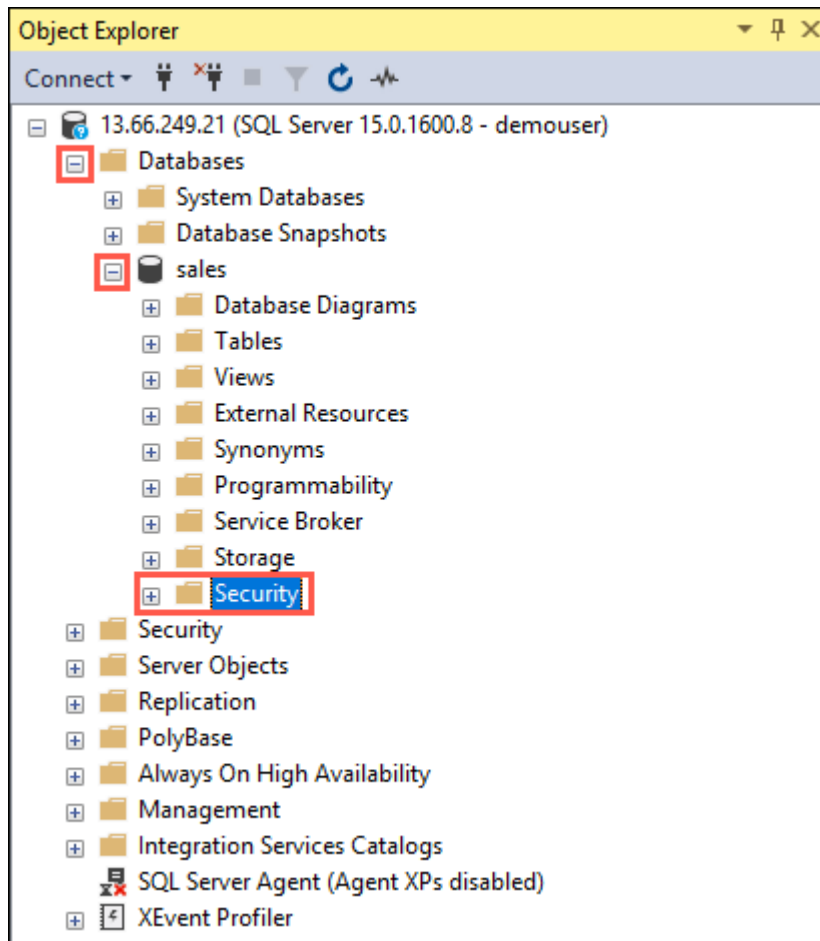 Object Explorer
Connect
13.66.249.21 (SQL Server 15.0.1600.8 - demouser)
Databases
System Databases
Database Snapshots
sales
Database Diagrams
Tables
Views
External Resources
Synonyms
Programmability
Service Broker
Storage
Security
Security
Server Objects
Replication
PolyBase
Always On High Availability
Management
Integration Services Catalogs
SQL Server Agent (Agent XPs disabled)
XEvent Profiler